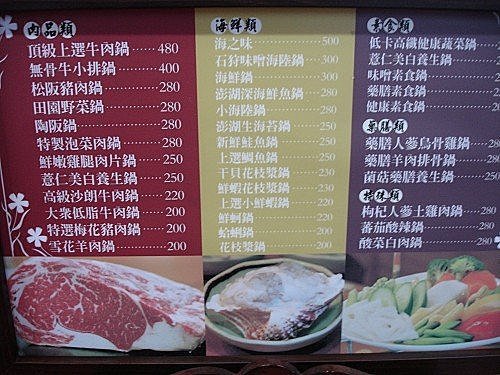 肉品類
頂級上選牛肉鍋 480
無骨牛小排鍋 400
松阪豬肉鍋 280
田園野菜鍋 280
陶阪鍋 280
特製泡菜肉鍋 280
鮮嫩雞腿肉片鍋 250
薏仁美白養生鍋 250
高級沙朗牛肉鍋 220
大衆低脂牛肉鍋 200
特選梅花豬肉鍋 200
雪花羊肉鍋 200
海鮮類
海之味 500
石狩味噌海陸鍋 300
海鮮鍋 300
澎湖深海鮮魚鍋 280
小海陸鍋 280
澎湖生海苔鍋 250
新鮮鮭魚鍋 250
上選鯛魚鍋 250
干貝花枝漿鍋 230
鮮蝦花枝漿鍋 230
上選小鮮蝦鍋 220
鮮蚵鍋 220
蛤蜊鍋 200
花枝漿鍋 200
素食類
低卡高纖健康蔬菜鍋
薏仁美白養生鍋
味噌素食鍋
藥膳素食鍋
健康素食鍋
藥膳類
藥膳人蔘烏骨雞鍋 280
藥膳羊肉排骨鍋 250
菌菇藥膳養生鍋 250
特殊類
枸杞人蔘土雞肉鍋 280
蕃茄酸辣鍋 250
酸菜白肉鍋 200